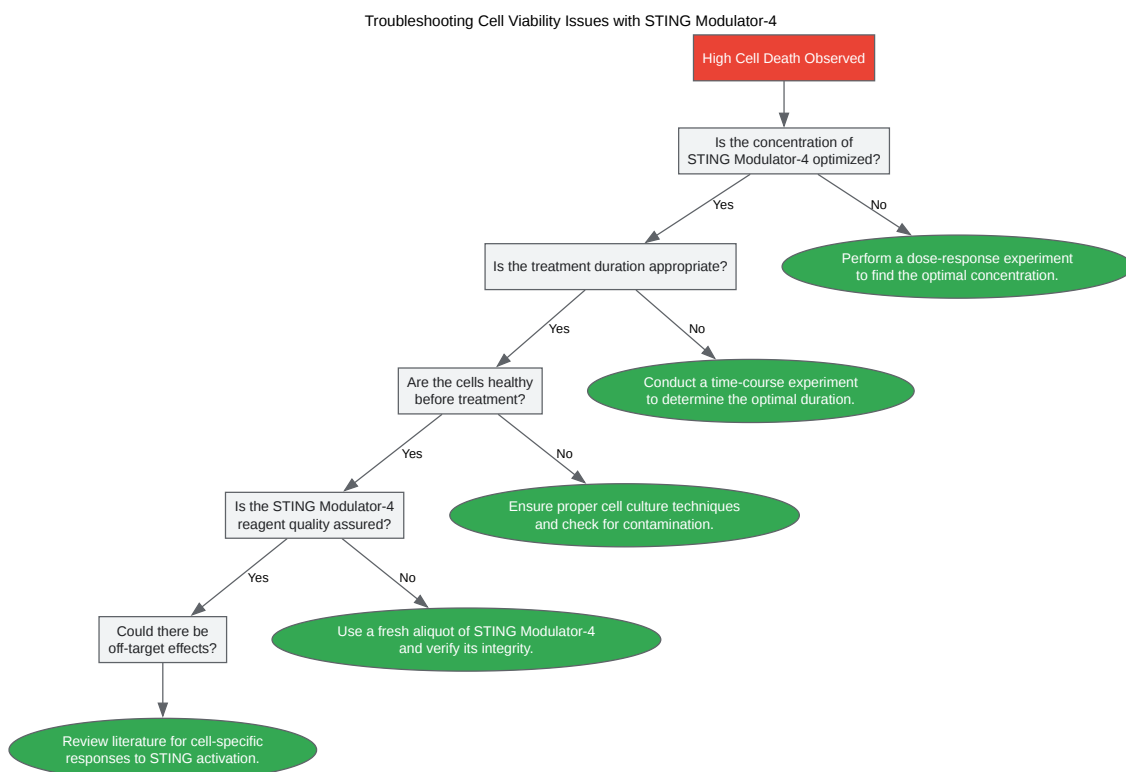 Troubleshooting Cell Viability Issues with STING Modulator-4
High Cell Death Observed
Is the concentration of
STING Modulator-4 optimized?
Yes
No
Is the treatment duration appropriate?
Perform a dose-response experiment
to find the optimal concentration.
Yes
No
Are the cells healthy
before treatment?
Conduct a time-course experiment
to determine the optimal duration.
Yes
No
Is the STING Modulator-4
reagent quality assured?
Ensure proper cell culture techniques
and check for contamination.
Yes
No
Could there be
off-target effects?
Use a fresh aliquot of STING Modulator-4
and verify its integrity.
Review literature for cell-specific
responses to STING activation.